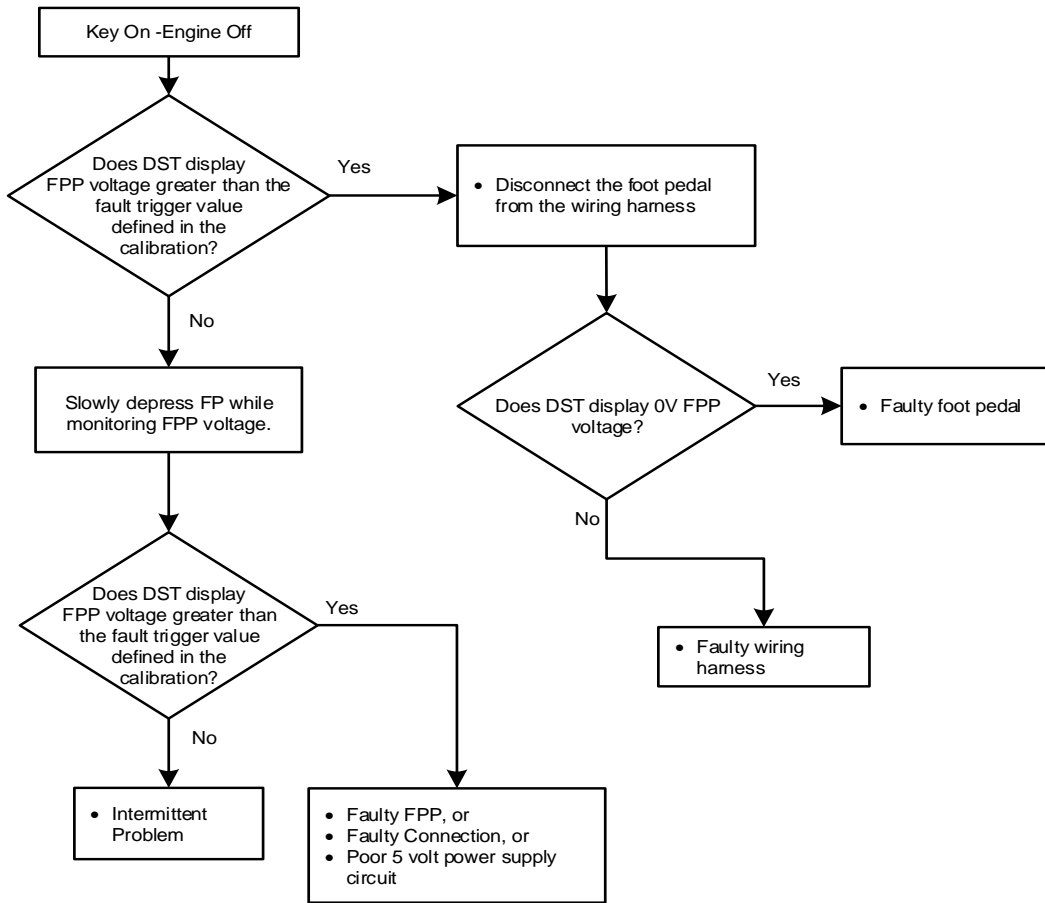 Key On -Engine Off
Does DST display
FPP voltage greater than the
fault trigger value
defined in the
calibration?
Yes
• Disconnect the foot pedal
from the wiring harness
No
Slowly depress FP while
monitoring FPP voltage.
Does DST display 0V FPP
voltage?
Yes
• Faulty foot pedal
No
Does DST display
FPP voltage greater than
the fault trigger value
defined in the
calibration?
Yes
• Faulty wiring
harness
No
• Intermittent
Problem
• Faulty FPP, or
• Faulty Connection, or
• Poor 5 volt power supply
circuit